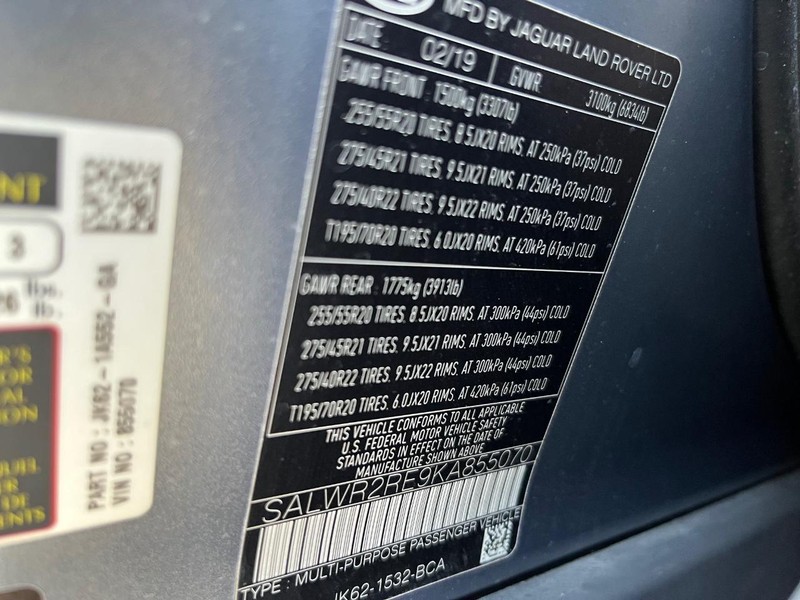 MFD BY JAGUAR LAND ROVER LTD
DATE 02/19 GVWR 3100kg (6834lb)
GAWR FRONT 1500kg (3307lb)
255/55R20 TIRES. 8.5JX20 RIMS. AT 250kPa (37psi) COLD
275/45R21 TIRES. 9.5JX21 RIMS. AT 250kPa (37psi) COLD
275/40R22 TIRES. 9.5JX22 RIMS. AT 250kPa (37psi) COLD
T195/70R20 TIRES. 6.0JX20 RIMS. AT 420kPa (61psi) COLD
GAWR REAR 1775kg (3913lb)
255/55R20 TIRES. 8.5JX20 RIMS. AT 300kPa (44psi) COLD
275/45R21 TIRES. 9.5JX21 RIMS. AT 300kPa (44psi) COLD
275/40R22 TIRES. 9.5JX22 RIMS. AT 300kPa (44psi) COLD
T195/70R20 TIRES. 6.0JX20 RIMS. AT 420kPa (61psi) COLD
THIS VEHICLE CONFORMS TO ALL APPLICABLE
U.S. FEDERAL MOTOR VEHICLE SAFETY
STANDARDS IN EFFECT ON THE DATE OF
MANUFACTURE SHOWN ABOVE
SALWR2RE9KA855070
TYPE : MULTI-PURPOSE PASSENGER VEHICLE
JK62-1532-BCA
3
lbs.
lb.
PART NO : JK62-1A552-GA
VIN NO : 855070